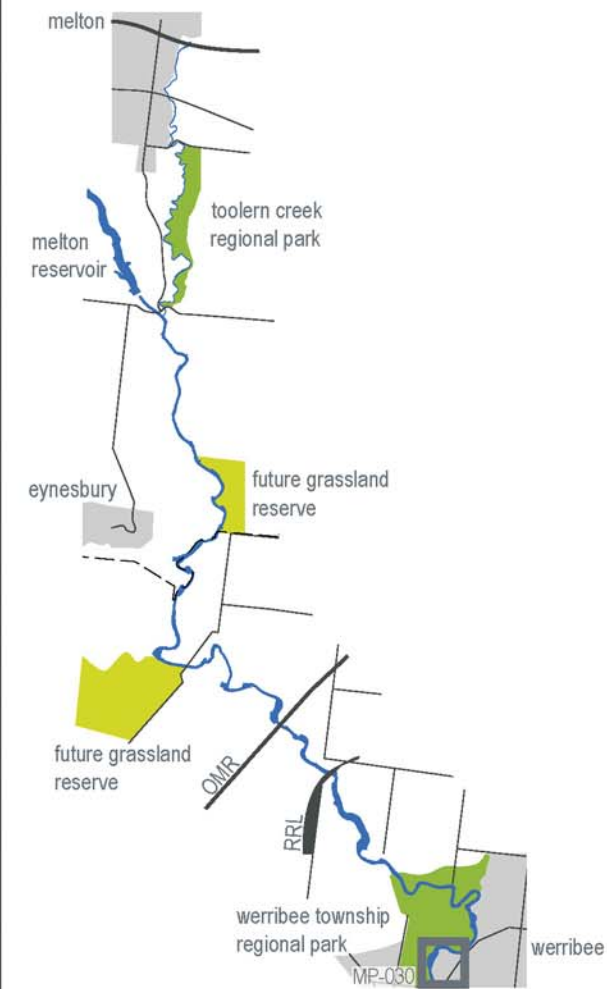 melton
toolern creek
regional park
melton
reservoir
eynesbury
future grassland
reserve
future grassland
reserve
OMR
RRL
werribee township
regional park
werribee
MP-030